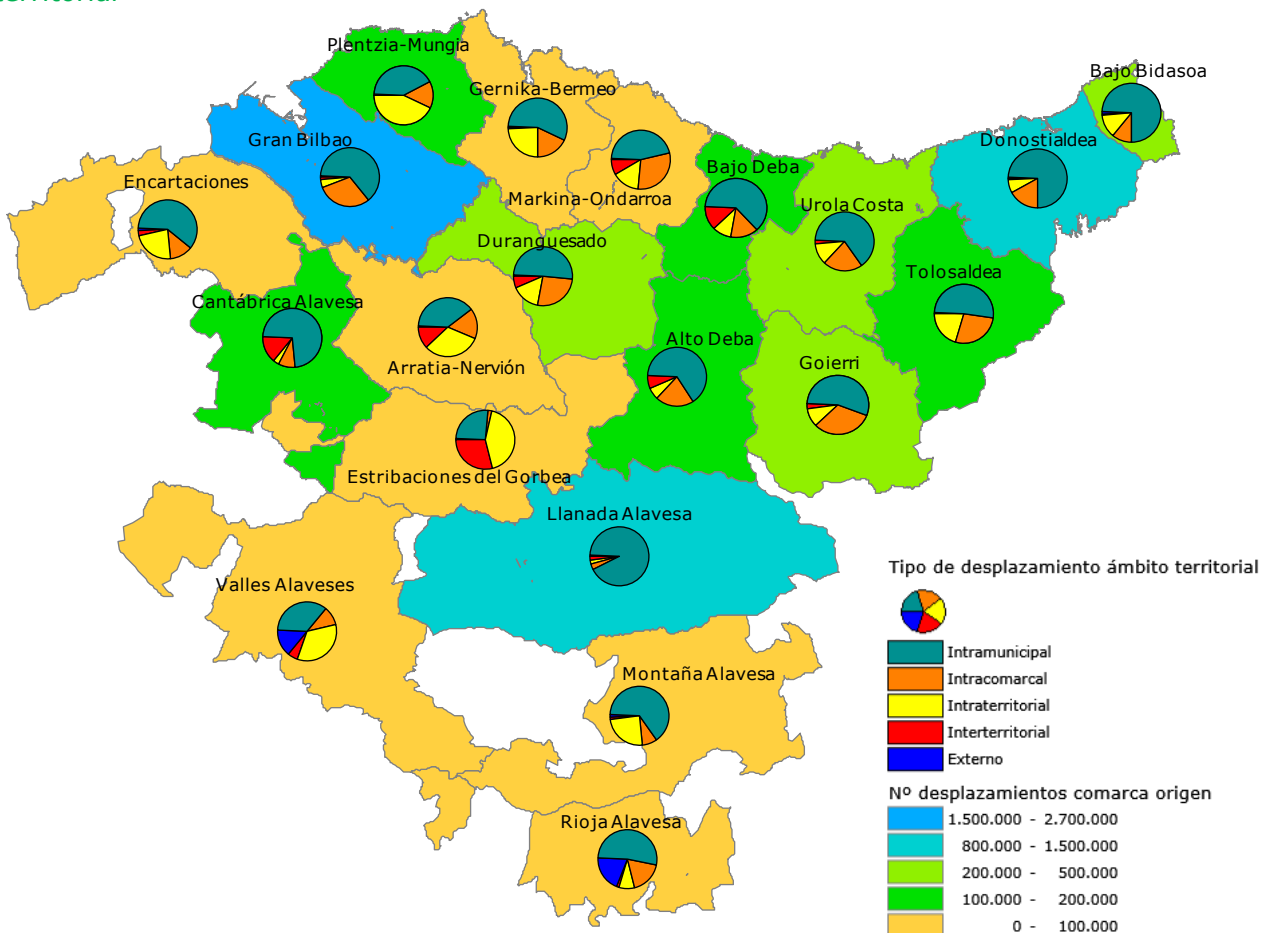 territorial
Plentzia-Mungia
Bajo Bidasoa
Gernika-Bermeo
Gran Bilbao
Donostialdea
Bajo Deba
Encartaciones
Markina-Ondarroa
Urola Costa
Duranguesado
Tolosaldea
Cantábrica Alavesa
Alto Deba
Arratia-Nervión
Goierri
Estribaciones del Gorbea
Llanada Alavesa
Valles Alaveses
Montaña Alavesa
Rioja Alavesa
Tipo de desplazamiento ámbito territorial
Intramunicipal
Intracomarcal
Intraterritorial
Interterritorial
Externo
Nº desplazamientos comarca origen
1.500.000 - 2.700.000
800.000 - 1.500.000
200.000 - 500.000
100.000 - 200.000
0 - 100.000